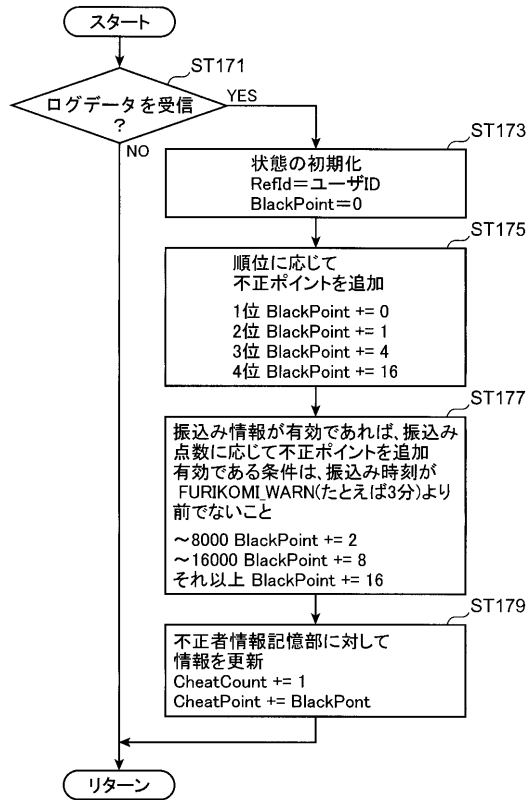 スタート
ST171
ログデータを受信
?
YES
NO
ST173
状態の初期化
RefId=ユーザID
BlackPoint=0
ST175
順位に応じて
不正ポイントを追加
1位 BlackPoint += 0
2位 BlackPoint += 1
3位 BlackPoint += 4
4位 BlackPoint += 16
ST177
振込み情報が有効であれば、振込み
点数に応じて不正ポイントを追加
有効である条件は、振込み時刻が
FURIKOMI_WARN(たとえば3分)より
前でないこと
～8000 BlackPoint += 2
～16000 BlackPoint += 8
それ以上 BlackPoint += 16
ST179
不正者情報記憶部に対して
情報を更新
CheatCount += 1
CheatPoint += BlackPont
リターン